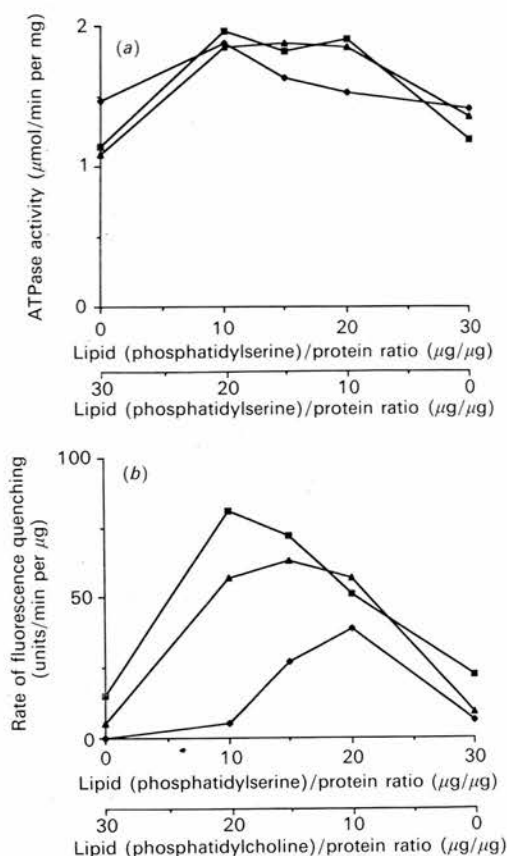 (a)
ATPase activity (μmol/min per mg)
2
1
0
0 10 20 30
Lipid (phosphatidylserine)/protein ratio (μg/μg)
30 20 10 0
Lipid (phosphatidylserine)/protein ratio (μg/μg)
(b)
Rate of fluorescence quenching
(units/min per μg)
100
50
0
0 10 20 30
Lipid (phosphatidylserine)/protein ratio (μg/μg)
30 20 10 0
Lipid (phosphatidylcholine)/protein ratio (μg/μg)